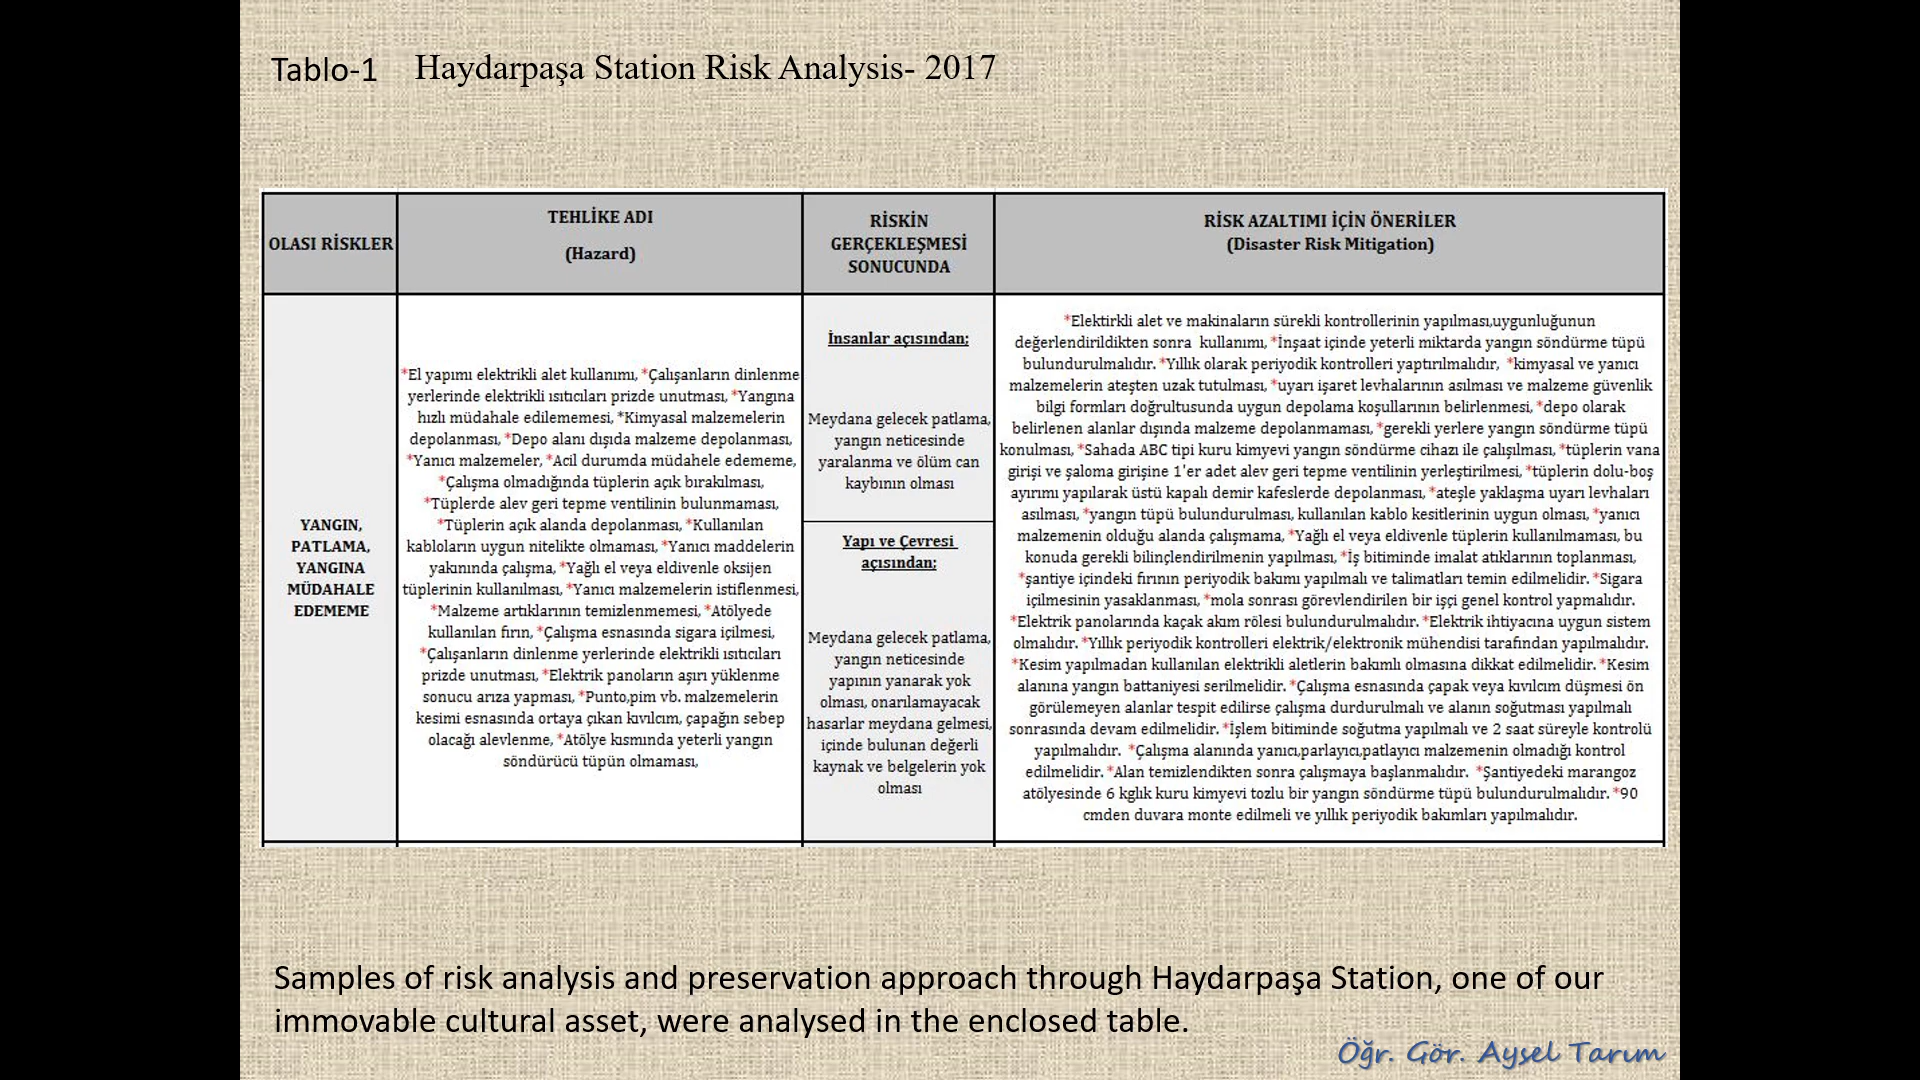 Tablo-1 Haydarpaşa Station Risk Analysis- 2017
OLASI RİSKLER
TEHLİKE ADI
(Hazard)
RİSKİN
GERÇEKLEŞMESİ
SONUCUNDA
RİSK AZALTIMI İÇİN ÖNERİLER
(Disaster Risk Mitigation)
YANGIN,
PATLAMA,
YANGINA
MÜDAHALE
EDEMEME
*El yapımı elektrikli alet kullanımı, *Çalışanların dinlenme
yerlerinde elektrikli ısıtıcıları prizde unutması, *Yangına
hızlı müdahale edilememesi, *Kimyasal malzemelerin
depolanması, *Depo alanı dışıda malzeme depolanması,
*Yanıcı malzemeler, *Acil durumda müdahele edememe,
*Çalışma olmadığında tüplerin açık bırakılması,
*Tüplerde alev geri tepme ventilinin bulunmaması,
*Tüplerin açık alanda depolanması, *Kullanılan
kabloların uygun nitelikte olmaması, *Yanıcı maddelerin
yakınında çalışma, *Yağlı el veya eldivenle oksijen
tüplerinin kullanılması, *Yanıcı malzemelerin istiflenmesi,
*Malzeme artıklarının temizlenmemesi, *Atölyede
kullanılan fırın, *Çalışma esnasında sigara içilmesi,
*Çalışanların dinlenme yerlerinde elektrikli ısıtıcıları
prizde unutması, *Elektrik panoların aşırı yüklenme
sonucu arıza yapması, *Punto,pim vb. malzemelerin
kesimi esnasında ortaya çıkan kıvılcım, çapağın sebep
olacağı alevlenme, *Atölye kısmında yeterli yangın
söndürücü tüpün olmaması,
İnsanlar açısından;
Meydana gelecek patlama,
yangın neticesinde
yaralanma ve ölüm can
kaybının olması
Yapı ve Çevresi
açısından;
Meydana gelecek patlama,
yangın neticesinde
yapının yanarak yok
olması, onarılamayacak
hasarlar meydana gelmesi,
içinde bulunan değerli
kaynak ve belgelerin yok
olması
*Elektirkli alet ve makinaların sürekli kontrollerinin yapılması,uygunluğunun
değerlendirildikten sonra kullanımı, *İnşaat içinde yeterli miktarda yangın söndürme tüpü
bulundurulmalıdır. *Yıllık olarak periyodik kontrolleri yaptırılmalıdır, *kimyasal ve yanıcı
malzemelerin ateşten uzak tutulması, *uyarı işaret levhalarının asılması ve malzeme güvenlik
bilgi formları doğrultusunda uygun depolama koşullarının belirlenmesi, *depo olarak
belirlenen alanlar dışında malzeme depolanmaması, *gerekli yerlere yangın söndürme tüpü
konulması, *Sahada ABC tipi kuru kimyevi yangın söndürme cihazı ile çalışılması, *tüplerin vana
girişi ve şaloma girişine 1'er adet alev geri tepme ventilinin yerleştirilmesi, *tüplerin dolu-boş
ayırımı yapılarak üstü kapalı demir kafeslerde depolanması, *ateşle yaklaşma uyarı levhaları
asılması, *yangın tüpü bulundurulması, kullanılan kablo kesitlerinin uygun olması, *yanıcı
malzemenin olduğu alanda çalışmama, *Yağlı el veya eldivenle tüplerin kullanılmaması, bu
konuda gerekli bilinçlendirilmenin yapılması, *İş bitiminde imalat atıklarının toplanması,
*şantiye içindeki fırının periyodik bakımı yapılmalı ve talimatları temin edilmelidir. *Sigara
içilmesinin yasaklanması, *mola sonrası görevlendirilen bir işçi genel kontrol yapmalıdır.
*Elektrik panolarında kaçak akım rölesi bulundurulmalıdır. *Elektrik ihtiyacına uygun sistem
olmalıdır. *Yıllık periyodik kontrolleri elektrik/elektronik mühendisi tarafından yapılmalıdır.
*Kesim yapılmadan kullanılan elektrikli aletlerin bakımlı olmasına dikkat edilmelidir. *Kesim
alanına yangın battaniyesi serilmelidir. *Çalışma esnasında çapak veya kıvılcım düşmesi ön
görülemeyen alanlar tespit edilirse çalışma durdurulmalı ve alanın soğutması yapılmalı
sonrasında devam edilmelidir. *İşlem bitiminde soğutma yapılmalı ve 2 saat süreyle kontrolü
yapılmalıdır. *Çalışma alanında yanıcı,parlayıcı,patlayıcı malzemenin olmadığı kontrol
edilmelidir. *Alan temizlendikten sonra çalışmaya başlanmalıdır. *Şantiyedeki marangoz
atölyesinde 6 kglık kuru kimyevi tozlu bir yangın söndürme tüpü bulundurulmalıdır. *90
cmden duvara monte edilmeli ve yıllık periyodik bakımları yapılmalıdır.
Samples of risk analysis and preservation approach through Haydarpaşa Station, one of our
immovable cultural asset, were analysed in the enclosed table.
Öğr. Gör. Aysel Tarım